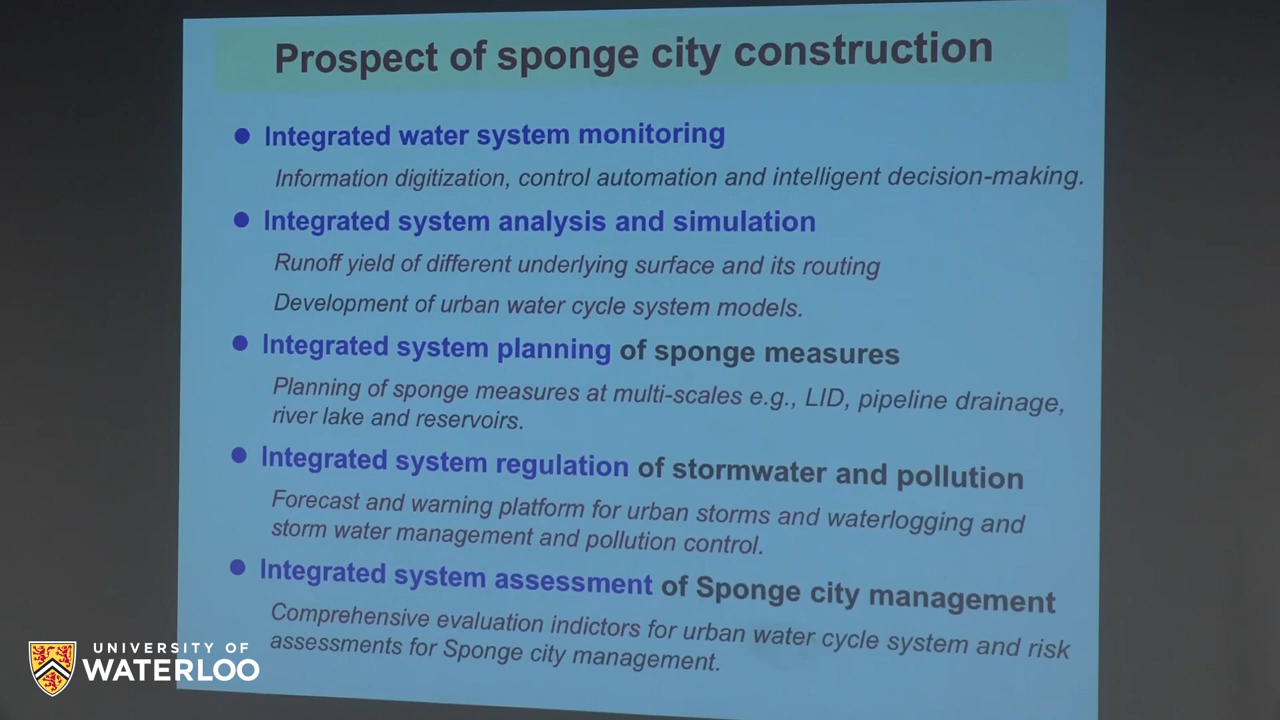 Prospect of sponge city construction
Integrated water system monitoring
Information digitization, control automation and intelligent decision-making.
Integrated system analysis and simulation
Runoff yield of different underlying surface and its routing
Development of urban water cycle system models.
Integrated system planning of sponge measures
Planning of sponge measures at multi-scales e.g., LID, pipeline drainage,
river lake and reservoirs.
Integrated system regulation of stormwater and pollution
Forecast and warning platform for urban storms and waterlogging and
storm water management and pollution control.
Integrated system assessment of Sponge city management
Comprehensive evaluation indictors for urban water cycle system and risk
assessments for Sponge city management.
UNIVERSITY OF
WATERLOO